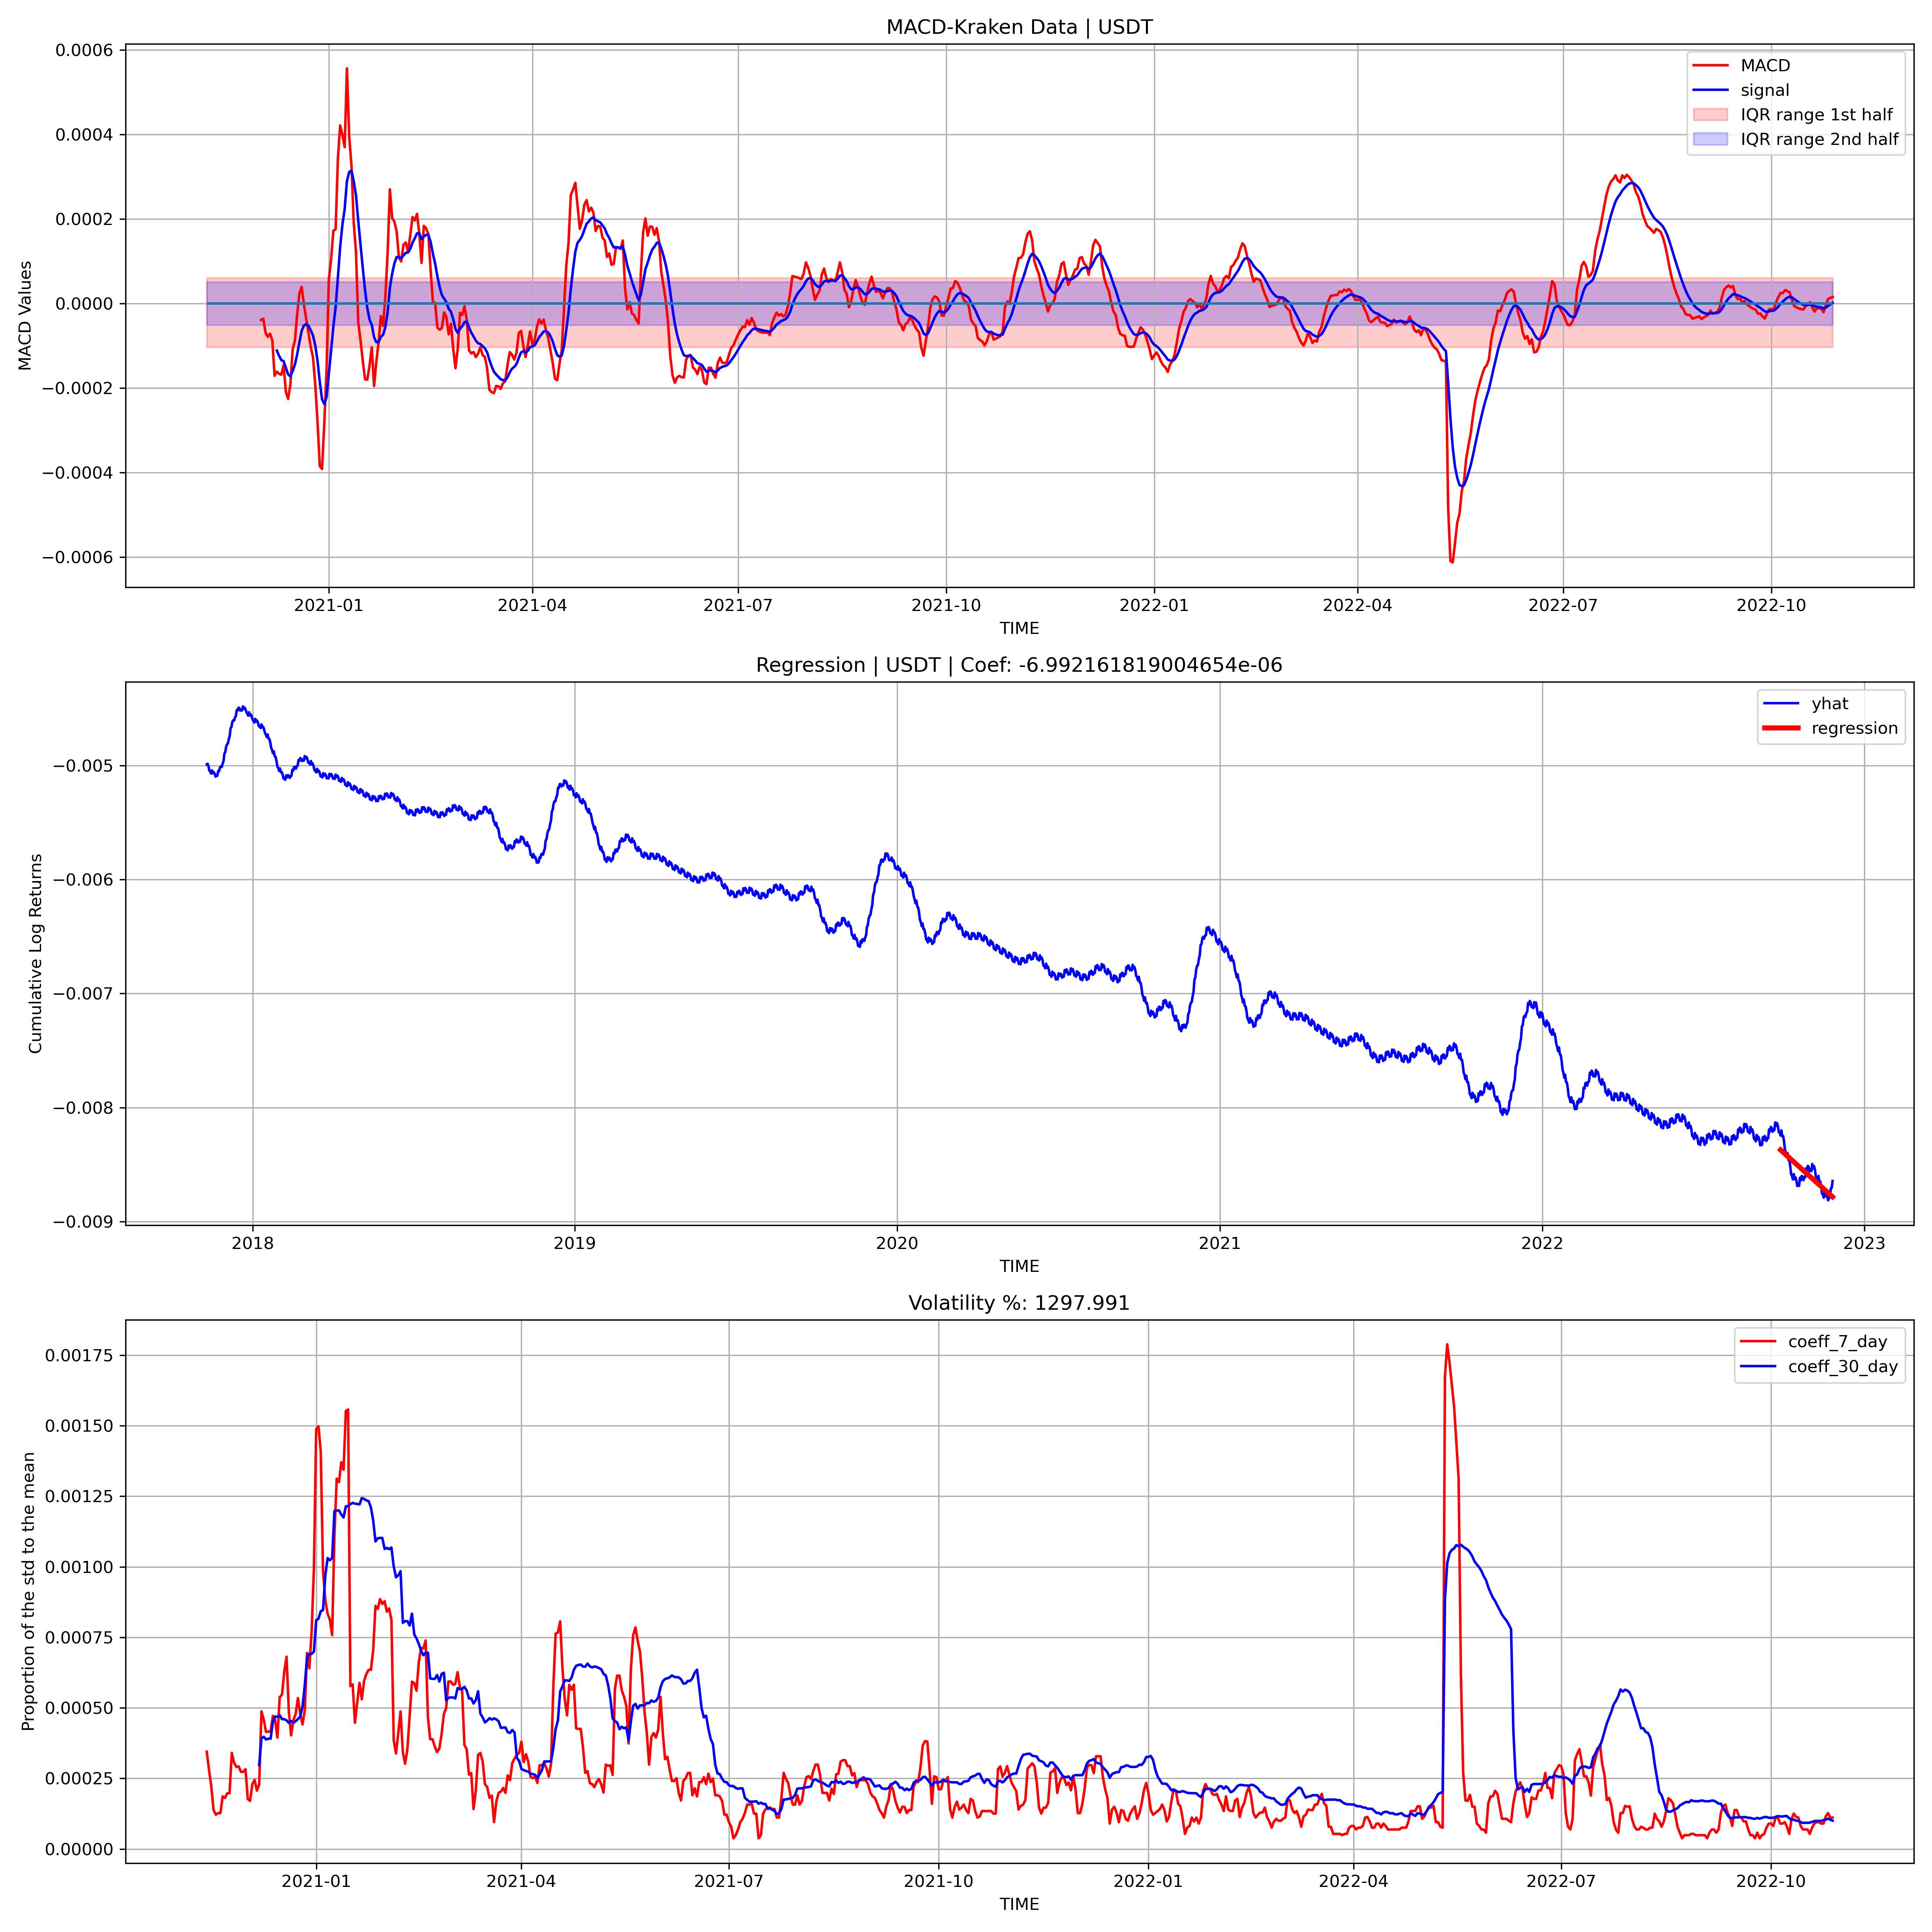 MACD-Kraken Data | USDT
MACD Values
0.0006
0.0004
0.0002
0.0000
−0.0002
−0.0004
−0.0006
MACD
signal
IQR range 1st half
IQR range 2nd half
2021-01
2021-04
2021-07
2021-10
2022-01
2022-04
2022-07
2022-10
TIME
Regression | USDT | Coef: -6.992161819004654e-06
Cumulative Log Returns
−0.005
−0.006
−0.007
−0.008
−0.009
yhat
regression
2018
2019
2020
2021
2022
2023
TIME
Volatility %: 1297.991
Proportion of the std to the mean
0.00175
0.00150
0.00125
0.00100
0.00075
0.00050
0.00025
0.00000
coeff_7_day
coeff_30_day
2021-01
2021-04
2021-07
2021-10
2022-01
2022-04
2022-07
2022-10
TIME